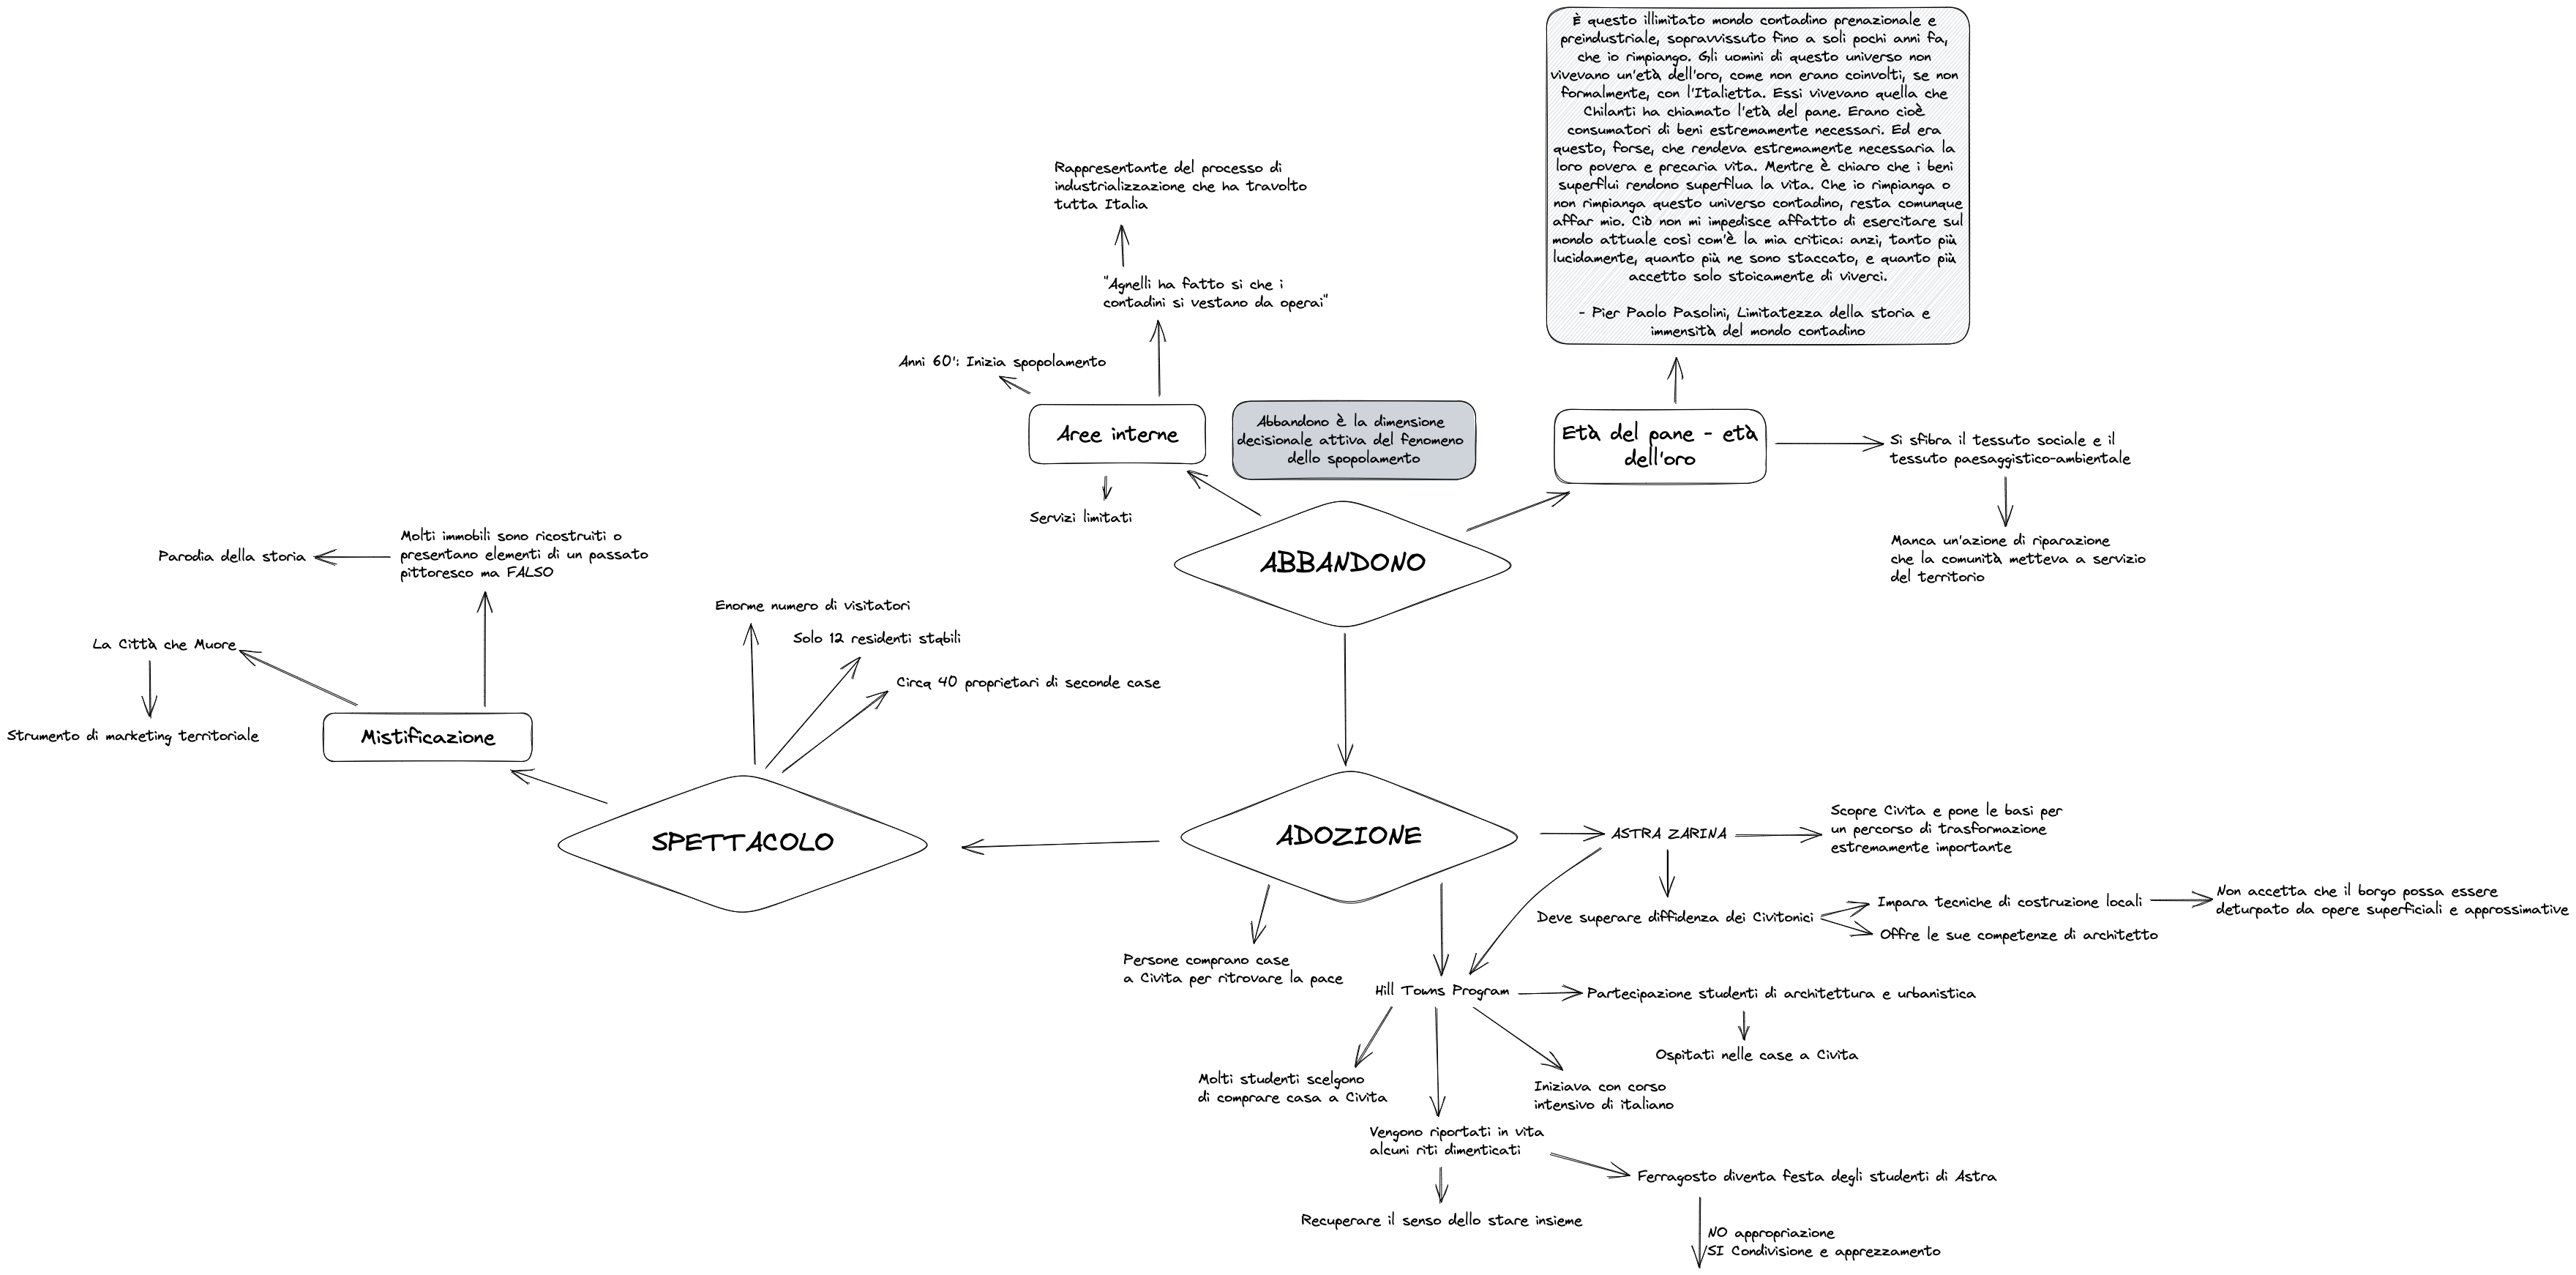 È questo illimitato mondo contadino prenazionale e
preindustriale, sopravvissuto fino a soli pochi anni fa,
che io rimpiango. Gli uomini di questo universo non
vivevano un'età dell'oro, come non erano coinvolti, se non
formalmente, con l'Italietta. Essi vivevano quella che
Chilanti ha chiamato l'età del pane. Erano cioè
consumatori di beni estremamente necessari. Ed era
questo, forse, che rendeva estremamente necessaria la
loro povera e precaria vita. Mentre è chiaro che i beni
superflui rendono superflua la vita. Che io rimpianga o
non rimpianga questo universo contadino, resta comunque
affar mio. Ciò non mi impedisce affatto di esercitare sul
mondo attuale così com'è la mia critica: anzi, tanto più
lucidamente, quanto più ne sono staccato, e quanto più
accetto solo stoicamente di viverci.
- Pier Paolo Pasolini, Limitatezza della storia e
immensità del mondo contadino
Rappresentante del processo di
industrializzazione che ha travolto
tutta Italia
"Agnelli ha fatto si che i
contadini si vestano da operai"
Anni 60': Inizia spopolamento
Aree interne
Servizi limitati
Abbandono è la dimensione
decisionale attiva del fenomeno
dello spopolamento
Età del pane - età
dell'oro
Si sfibra il tessuto sociale e il
tessuto paesaggistico-ambientale
Manca un'azione di riparazione
che la comunità metteva a servizio
del territorio
ABBANDONO
Parodia della storia
Molti immobili sono ricostruiti o
presentano elementi di un passato
pittoresco ma FALSO
La Città che Muore
Strumento di marketing territoriale
Mistificazione
Enorme numero di visitatori
Solo 12 residenti stabili
Circa 40 proprietari di seconde case
SPETTACOLO
ADOZIONE
ASTRA ZARINA
Scopre Civita e pone le basi per
un percorso di trasformazione
estremamente importante
Deve superare diffidenza dei Civitonici
Impara tecniche di costruzione locali
Non accetta che il borgo possa essere
deturpato da opere superficiali e approssimative
Offre le sue competenze di architetto
Persone comprano case
a Civita per ritrovare la pace
Hill Towns Program
Partecipazione studenti di architettura e urbanistica
Ospitati nelle case a Civita
Molti studenti scelgono
di comprare casa a Civita
Iniziava con corso
intensivo di italiano
Vengono riportati in vita
alcuni riti dimenticati
Ferragosto diventa festa degli studenti di Astra
Recuperare il senso dello stare insieme
NO appropriazione
SI Condivisione e apprezzamento